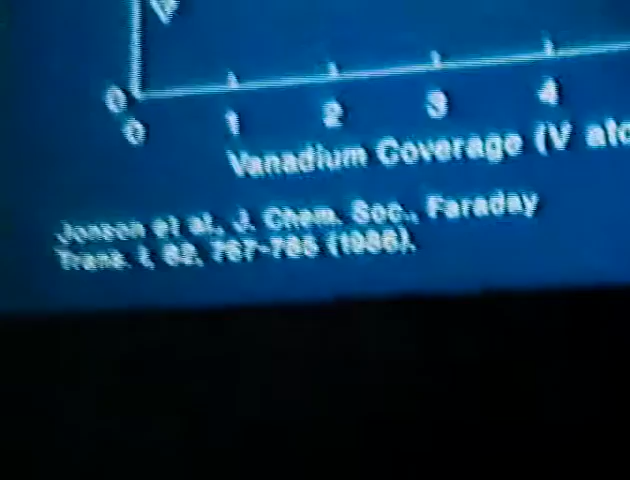 0
0 1 2 3 4
Vanadium Coverage (V ato
Jonson et al., J. Chem. Soc., Faraday
Trans. I, 82, 767-785 (1986).